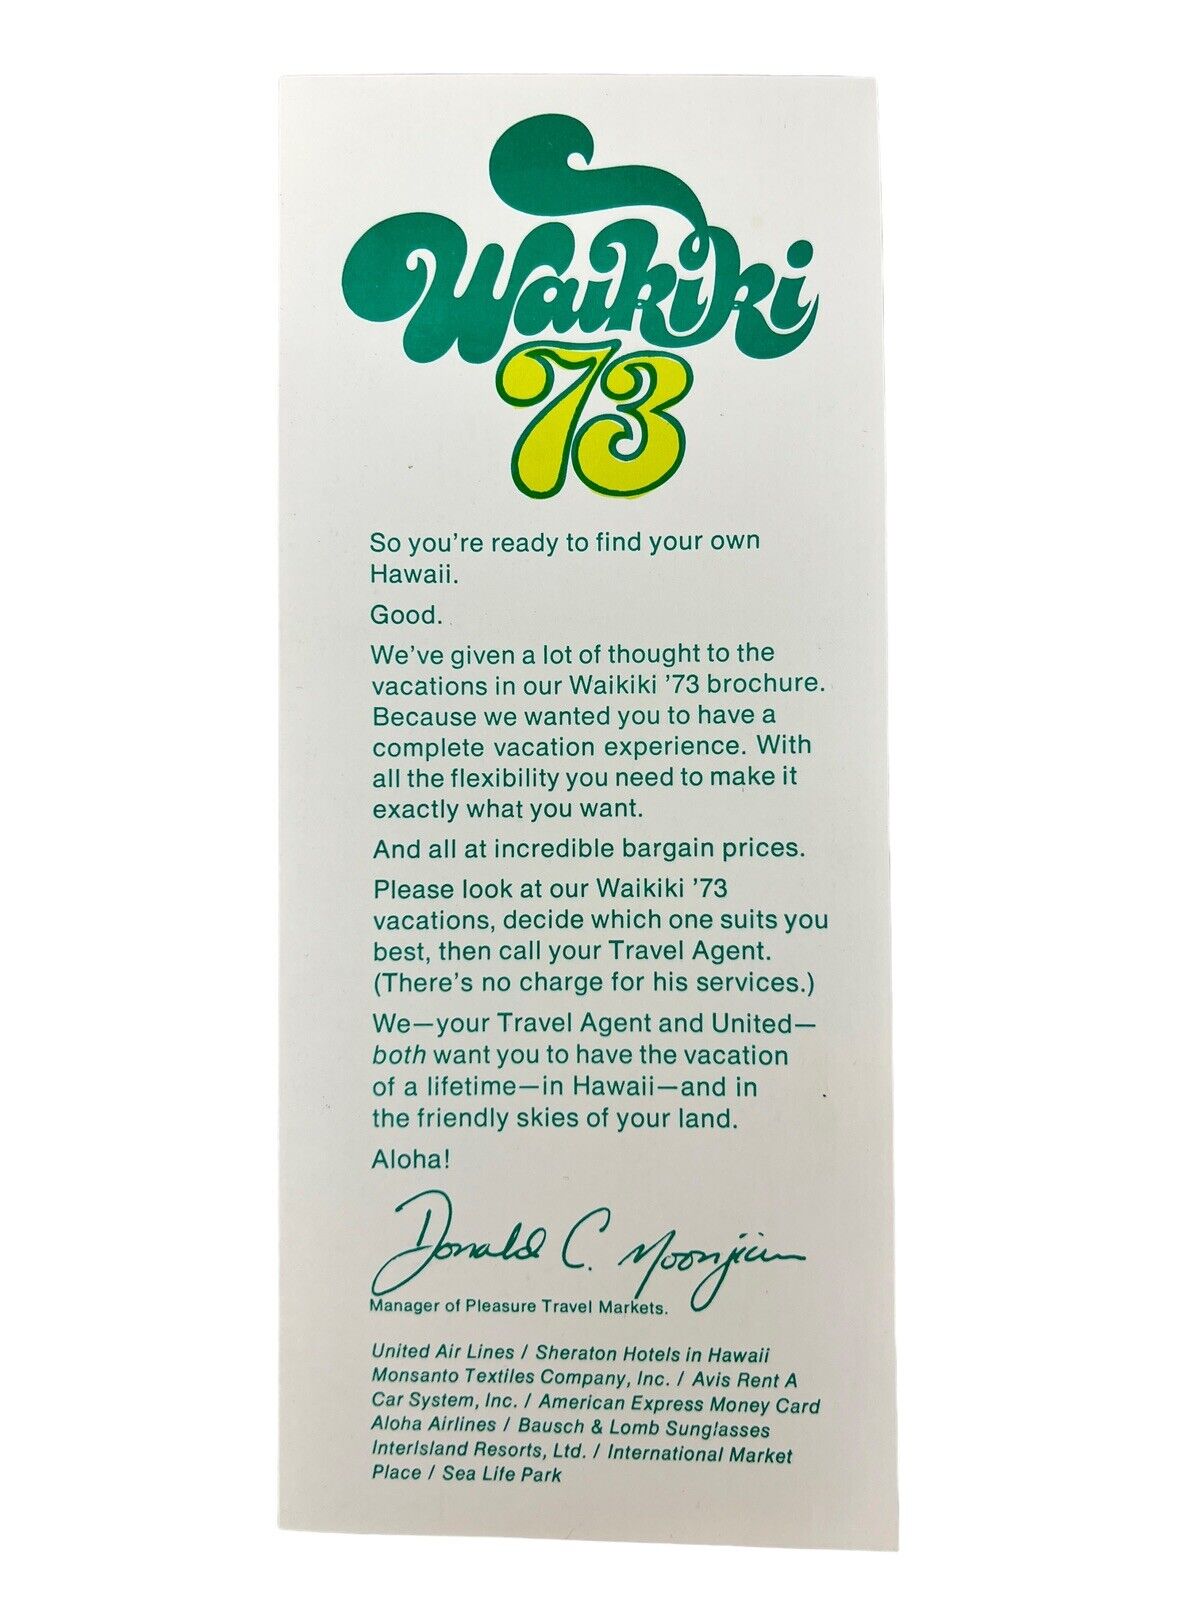 Waikiki
73
So you're ready to find your own
Hawaii.
Good.
We've given a lot of thought to the
vacations in our Waikiki '73 brochure.
Because we wanted you to have a
complete vacation experience. With
all the flexibility you need to make it
exactly what you want.
And all at incredible bargain prices.
Please look at our Waikiki '73
vacations, decide which one suits you
best, then call your Travel Agent.
(There's no charge for his services.)
We—your Travel Agent and United—
both want you to have the vacation
of a lifetime—in Hawaii—and in
the friendly skies of your land.
Aloha!
Donald C. Moonjian
Manager of Pleasure Travel Markets.
United Air Lines / Sheraton Hotels in Hawaii
Monsanto Textiles Company, Inc. / Avis Rent A
Car System, Inc. / American Express Money Card
Aloha Airlines / Bausch & Lomb Sunglasses
InterIsland Resorts, Ltd. / International Market
Place / Sea Life Park